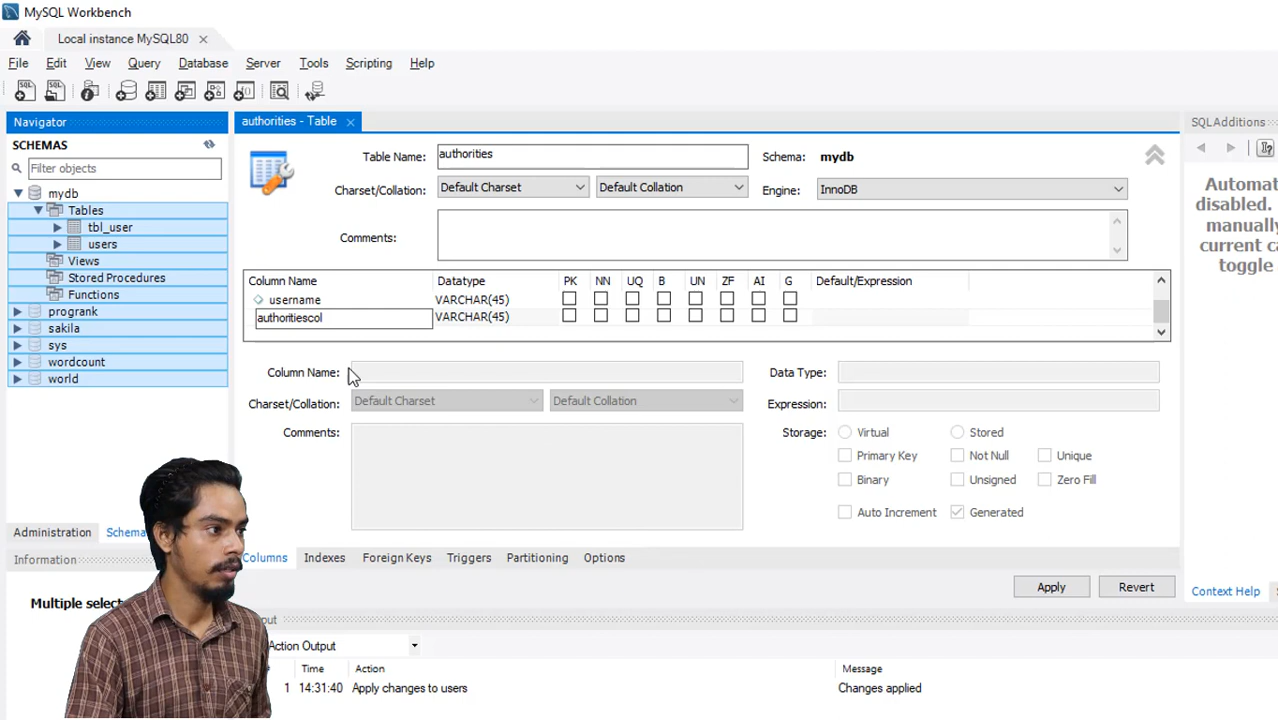 MySQL Workbench
Local instance MySQL80
File Edit View Query Database Server Tools Scripting Help
Navigator
SCHEMAS
Filter objects
mydb
Tables
tbl_user
users
Views
Stored Procedures
Functions
progrank
sakila
sys
wordcount
world
Administration Schema
Information
Multiple selec
authorities - Table
Table Name: authorities Schema: mydb
Charset/Collation: Default Charset Default Collation Engine: InnoDB
Comments:
Column Name Datatype PK NN UQ B UN ZF AI G Default/Expression
username VARCHAR(45)
authoritiescol VARCHAR(45)
Column Name: Data Type:
Charset/Collation: Default Charset Default Collation Expression:
Comments: Storage: Virtual Stored
Primary Key Not Null Unique
Binary Unsigned Zero Fill
Auto Increment Generated
Columns Indexes Foreign Keys Triggers Partitioning Options
Apply Revert
put
Action Output
# Time Action Message
1 14:31:40 Apply changes to users Changes applied
SQLAdditions
Automat
disabled.
manually
current ca
toggle
Context Help